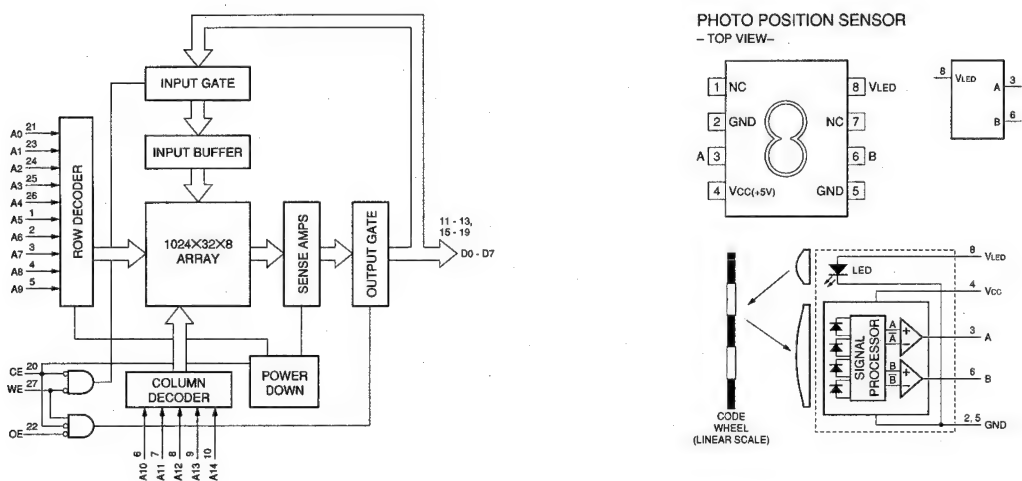 INPUT GATE
INPUT BUFFER
A0 21
A1 23
A2 24
A3 25
A4 26
A5 1
A6 2
A7 3
A8 4
A9 5
ROW DECODER
1024×32×8
ARRAY
SENSE AMPS
OUTPUT GATE
11 - 13,
15 - 19
D0 - D7
CE 20
WE 27
OE 22
COLUMN
DECODER
POWER
DOWN
6 7 8 9 10
A10 A11 A12 A13 A14
PHOTO POSITION SENSOR
– TOP VIEW–
1 NC
2 GND
A 3
4 VCC(+5V)
8 VLED
NC 7
6 B
GND 5
8 VLED
A 3
B 6
LED
8 VLED
4 VCC
SIGNAL
PROCESSOR
A
A
B
B
+
–
+
–
3 A
6 B
2, 5 GND
CODE
WHEEL
(LINEAR SCALE)